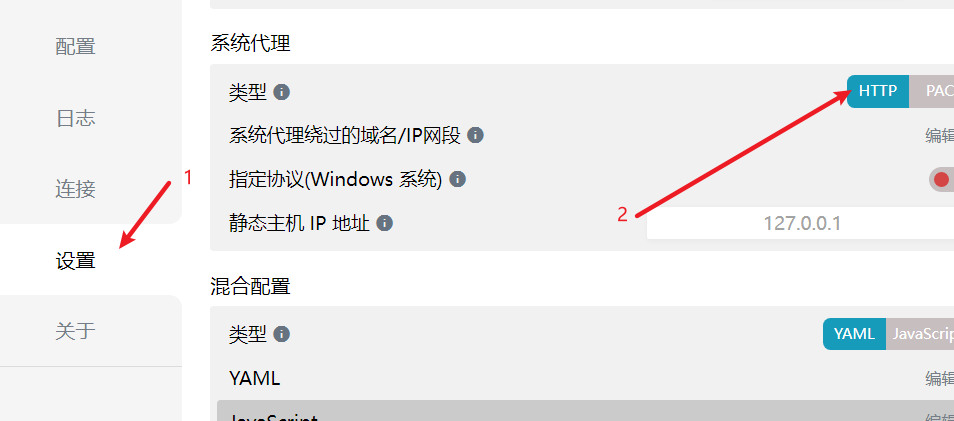 系统代理
配置
类型
HTTP
PAC
日志
系统代理绕过的域名/IP网段
编辑
1
连接
指定协议(Windows 系统)
2
静态主机 IP 地址
127.0.0.1
设置
混合配置
关于
类型
YAML
JavaScrip
YAML
编辑
JavaScript
编辑